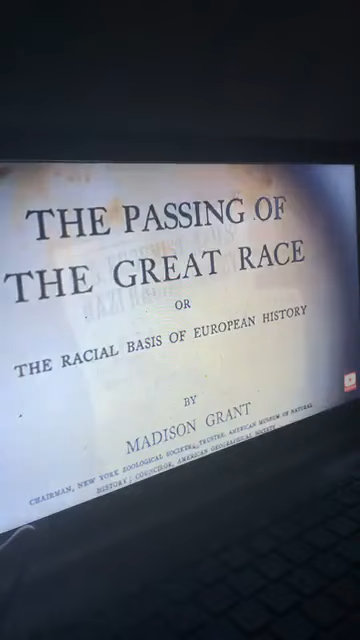 THE PASSING OF
THE GREAT RACE
OR
THE RACIAL BASIS OF EUROPEAN HISTORY
BY
MADISON GRANT
CHAIRMAN, NEW YORK ZOOLOGICAL SOCIETY; TRUSTEE, AMERICAN MUSEUM OF NATURAL
HISTORY; COUNCILOR, AMERICAN GEOGRAPHICAL SOCIETY